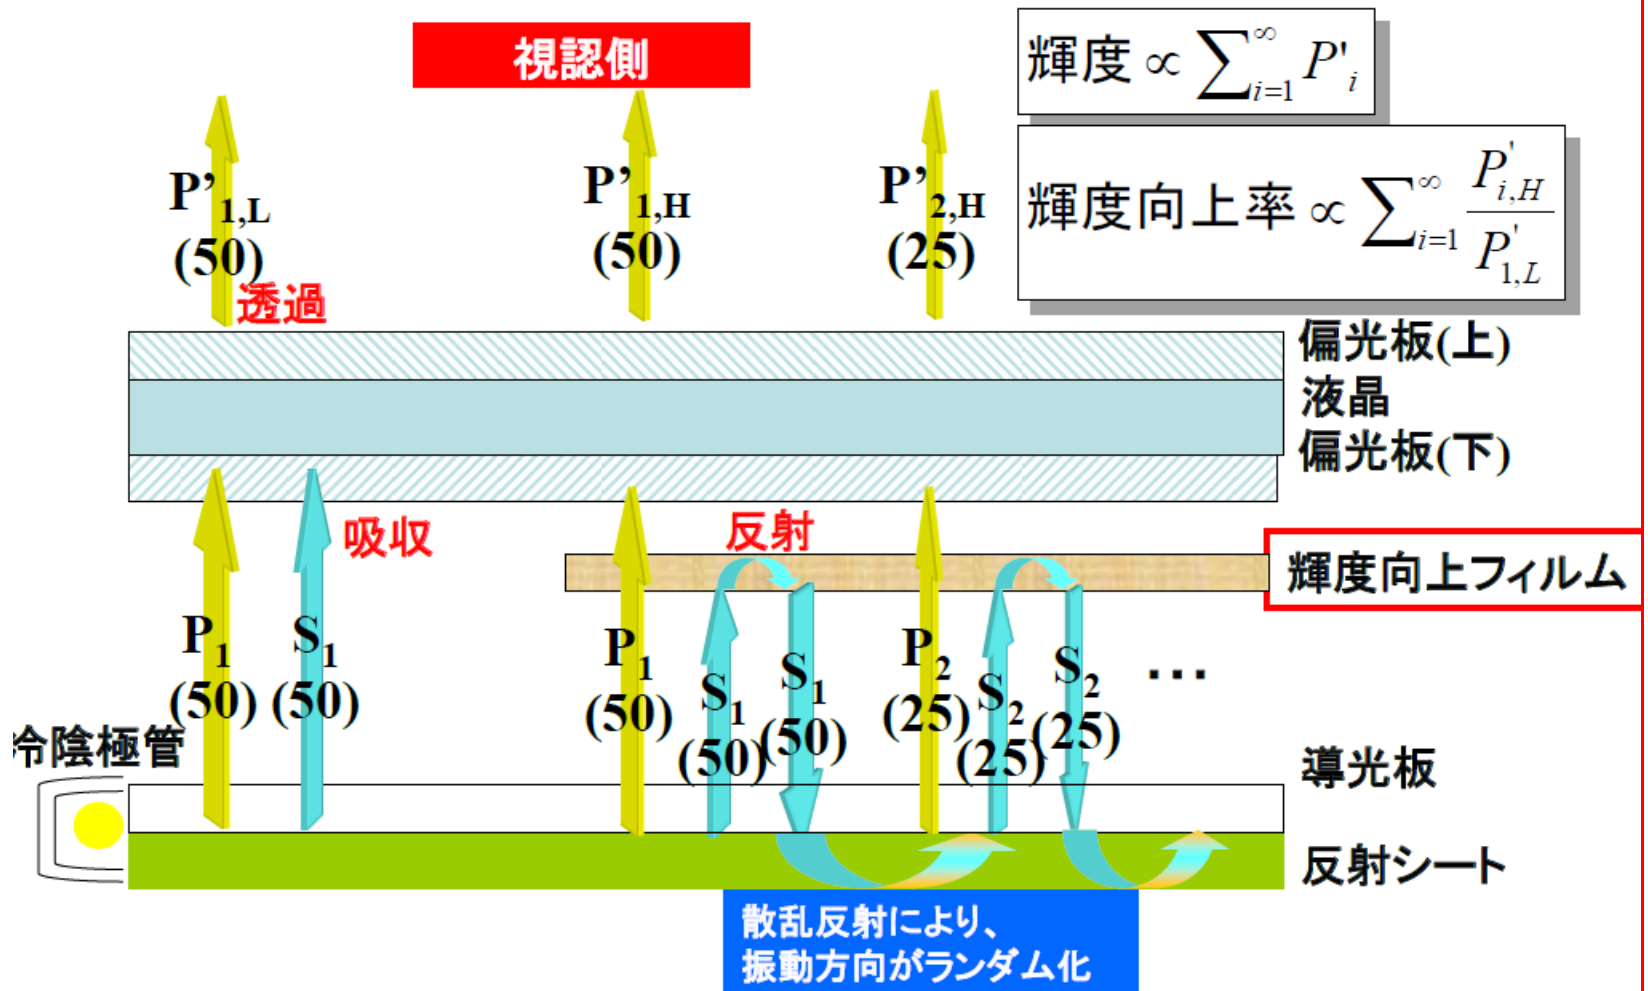 視認側
輝度 ∝ ∑_{i=1}^{∞} P'_i
輝度向上率 ∝ ∑_{i=1}^{∞} P'_{i,H} / P'_{1,L}
P’1,L
(50)
P’1,H
(50)
P’2,H
(25)
透過
偏光板(上)
液晶
偏光板(下)
吸収
反射
輝度向上フィルム
P1
(50)
S1
(50)
P1
(50)
S1
(50)
S1
(50)
P2
(25)
S2
(25)
S2
(25)
...
冷陰極管
導光板
反射シート
散乱反射により、
振動方向がランダム化